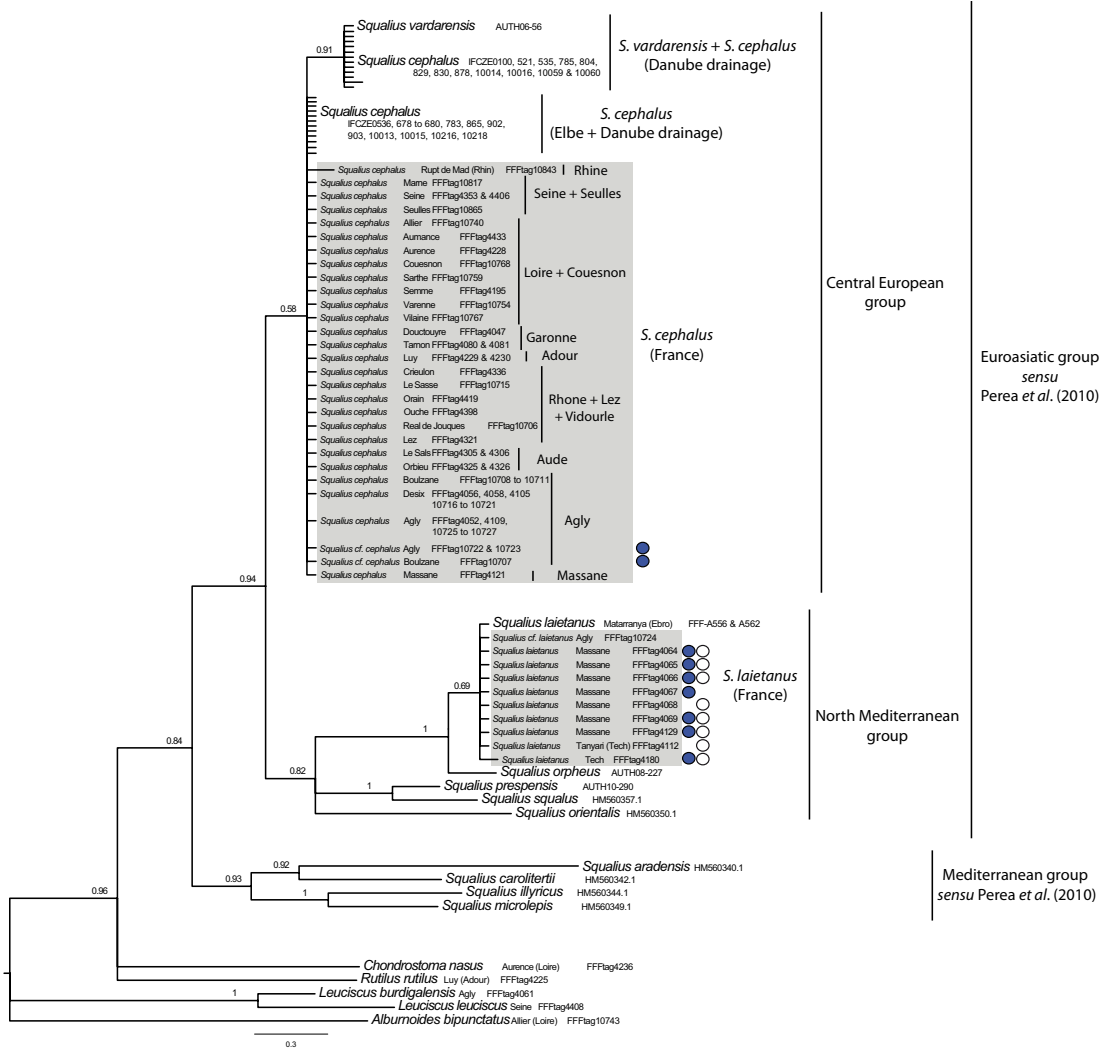 Squalius vardarensis AUTH06-56
0.91
Squalius cephalus IFCZE0100, 521, 535, 785, 804,
829, 830, 878, 10014, 10016, 10059 & 10060
S. vardarensis + S. cephalus
(Danube drainage)
Squalius cephalus
IFCZE0536, 678 to 680, 783, 865, 902,
903, 10013, 10015, 10216, 10218
S. cephalus
(Elbe + Danube drainage)
Squalius cephalus Rupt de Mad (Rhin) FFFtag10843 Rhine
Squalius cephalus Marne FFFtag10817
Squalius cephalus Seine FFFtag4353 & 4406
Seine + Seulles
Squalius cephalus Seulles FFFtag10865
Squalius cephalus Allier FFFtag10740
Squalius cephalus Aumance FFFtag4433
Squalius cephalus Aurence FFFtag4228
Squalius cephalus Couesnon FFFtag10768
Loire + Couesnon
Squalius cephalus Sarthe FFFtag10759
Squalius cephalus Semme FFFtag4195
Squalius cephalus Varenne FFFtag10754
Squalius cephalus Vilaine FFFtag10767
0.58
Squalius cephalus Douctouyre FFFtag4047
Garonne
Squalius cephalus Tarnon FFFtag4080 & 4081
Squalius cephalus Luy FFFtag4229 & 4230 Adour
S. cephalus
(France)
Squalius cephalus Crieulon FFFtag4336
Squalius cephalus Le Sasse FFFtag10715
Squalius cephalus Orain FFFtag4419
Squalius cephalus Ouche FFFtag4398
Rhone + Lez
+ Vidourle
Squalius cephalus Real de Jouques FFFtag10706
Squalius cephalus Lez FFFtag4321
Squalius cephalus Le Sals FFFtag4305 & 4306
Aude
Squalius cephalus Orbieu FFFtag4325 & 4326
Squalius cephalus Boulzane FFFtag10708 to 10711
Squalius cephalus Desix FFFtag4056, 4058, 4105
10716 to 10721
Squalius cephalus Agly FFFtag4052, 4109,
10725 to 10727
Agly
Squalius cf. cephalus Agly FFFtag10722 & 10723
Squalius cf. cephalus Boulzane FFFtag10707
Squalius cephalus Massane FFFtag4121 Massane
Central European
group
Euroasiatic group
sensu
Perea et al. (2010)
0.94
Squalius laietanus Matarranya (Ebro) FFF-A556 & A562
Squalius cf. laietanus Agly FFFtag10724
Squalius laietanus Massane FFFtag4064
Squalius laietanus Massane FFFtag4065
Squalius laietanus Massane FFFtag4066
0.69
Squalius laietanus Massane FFFtag4067
Squalius laietanus Massane FFFtag4068
Squalius laietanus Massane FFFtag4069
Squalius laietanus Massane FFFtag4129
Squalius laietanus Tanyari (Tech) FFFtag4112
Squalius laietanus Tech FFFtag4180
S. laietanus
(France)
North Mediterranean
group
1
0.84
0.82
Squalius orpheus AUTH08-227
1
Squalius prespensis AUTH10-290
Squalius squalus HM560357.1
Squalius orientalis HM560350.1
0.92
Squalius aradensis HM560340.1
0.93
Squalius carolitertii HM560342.1
1
Squalius illyricus HM560344.1
Squalius microlepis HM560349.1
Mediterranean group
sensu Perea et al. (2010)
0.96
Chondrostoma nasus Aurence (Loire) FFFtag4236
Rutilus rutilus Luy (Adour) FFFtag4225
1
Leuciscus burdigalensis Agly FFFtag4061
Leuciscus leuciscus Seine FFFtag4408
Alburnoides bipunctatus Allier (Loire) FFFtag10743
0.3